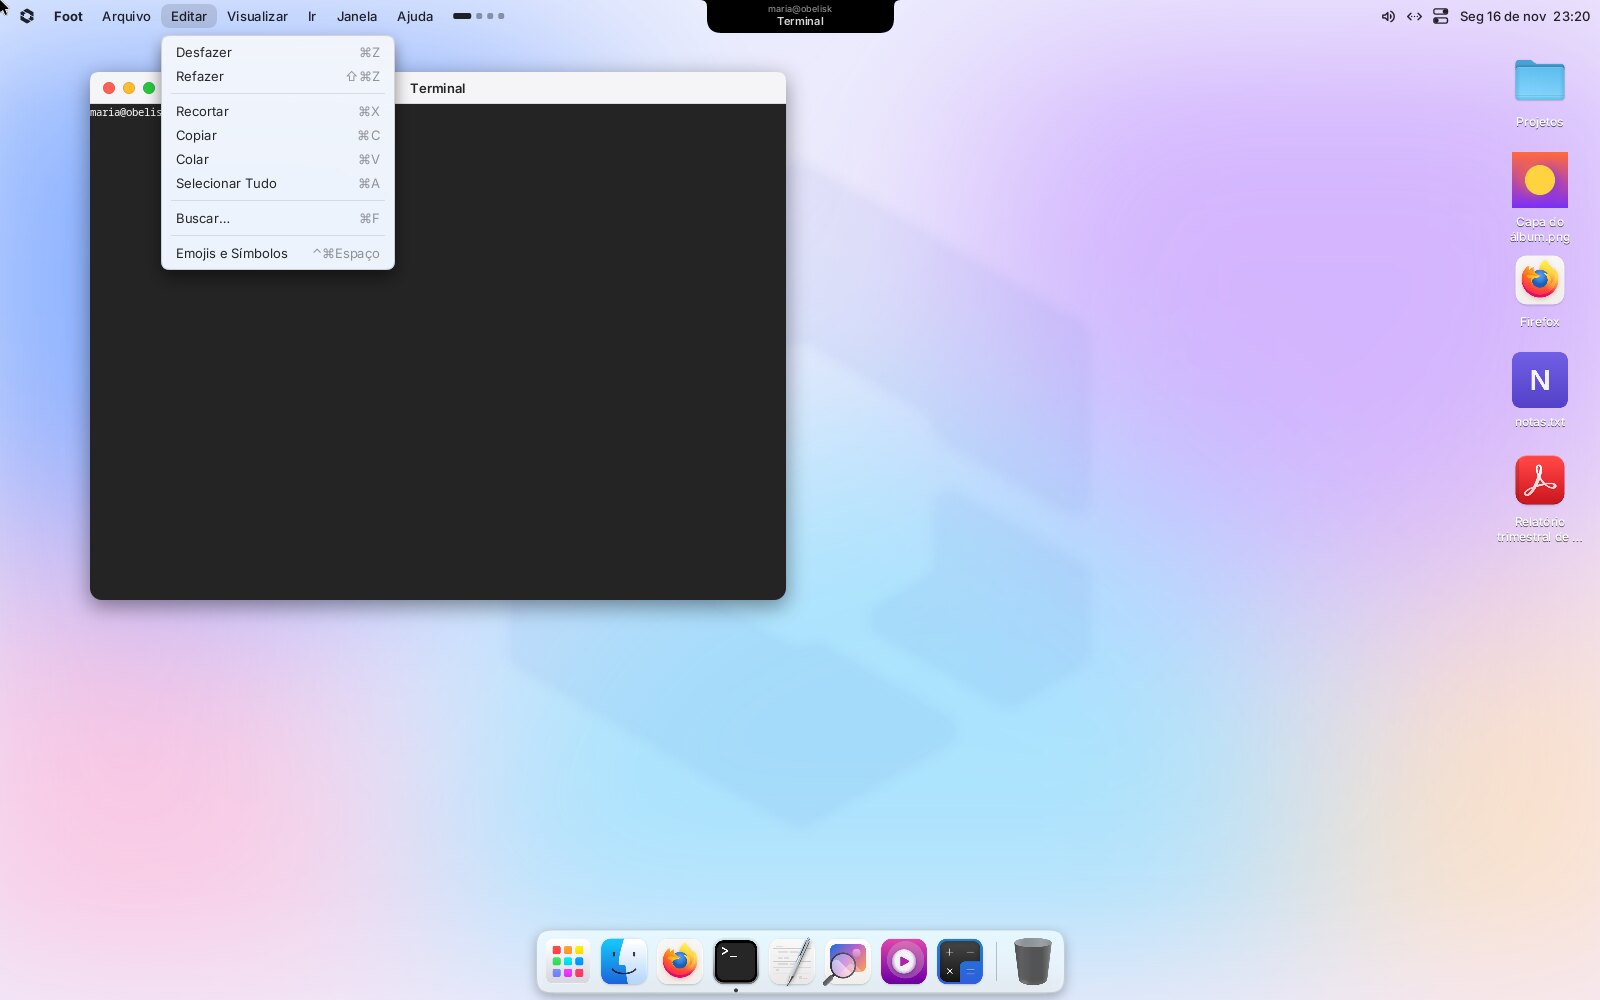 Foot Arquivo Editar Visualizar Ir Janela Ajuda
maria@obelisk
Terminal
Seg 16 de nov 23:20
Desfazer ⌘Z
Refazer ⇧⌘Z
Recortar ⌘X
Copiar ⌘C
Colar ⌘V
Selecionar Tudo ⌘A
Buscar... ⌘F
Emojis e Símbolos ^⌘Espaço
Terminal
maria@obelis
Projetos
Capa do
álbum.png
Firefox
N
notas.txt
Relatório
trimestral de ...
>_